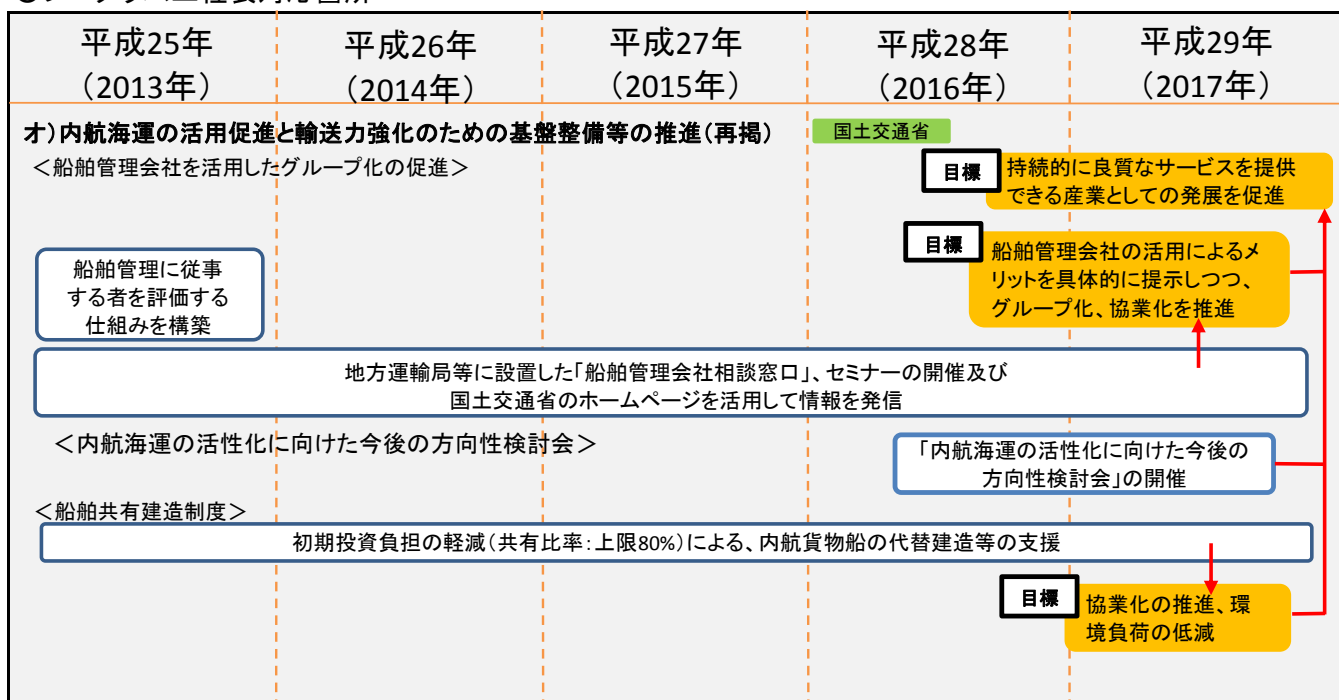 平成25年
(2013年)
平成26年
(2014年)
平成27年
(2015年)
平成28年
(2016年)
平成29年
(2017年)
オ)内航海運の活用促進と輸送力強化のための基盤整備等の推進(再掲)
国土交通省
<船舶管理会社を活用したグループ化の促進>
目標
持続的に良質なサービスを提供
できる産業としての発展を促進
目標
船舶管理会社の活用によるメ
リットを具体的に提示しつつ、
グループ化、協業化を推進
船舶管理に従事
する者を評価する
仕組みを構築
地方運輸局等に設置した「船舶管理会社相談窓口」、セミナーの開催及び
国土交通省のホームページを活用して情報を発信
<内航海運の活性化に向けた今後の方向性検討会>
「内航海運の活性化に向けた今後の
方向性検討会」の開催
<船舶共有建造制度>
初期投資負担の軽減(共有比率:上限80%)による、内航貨物船の代替建造等の支援
目標
協業化の推進、環
境負荷の低減